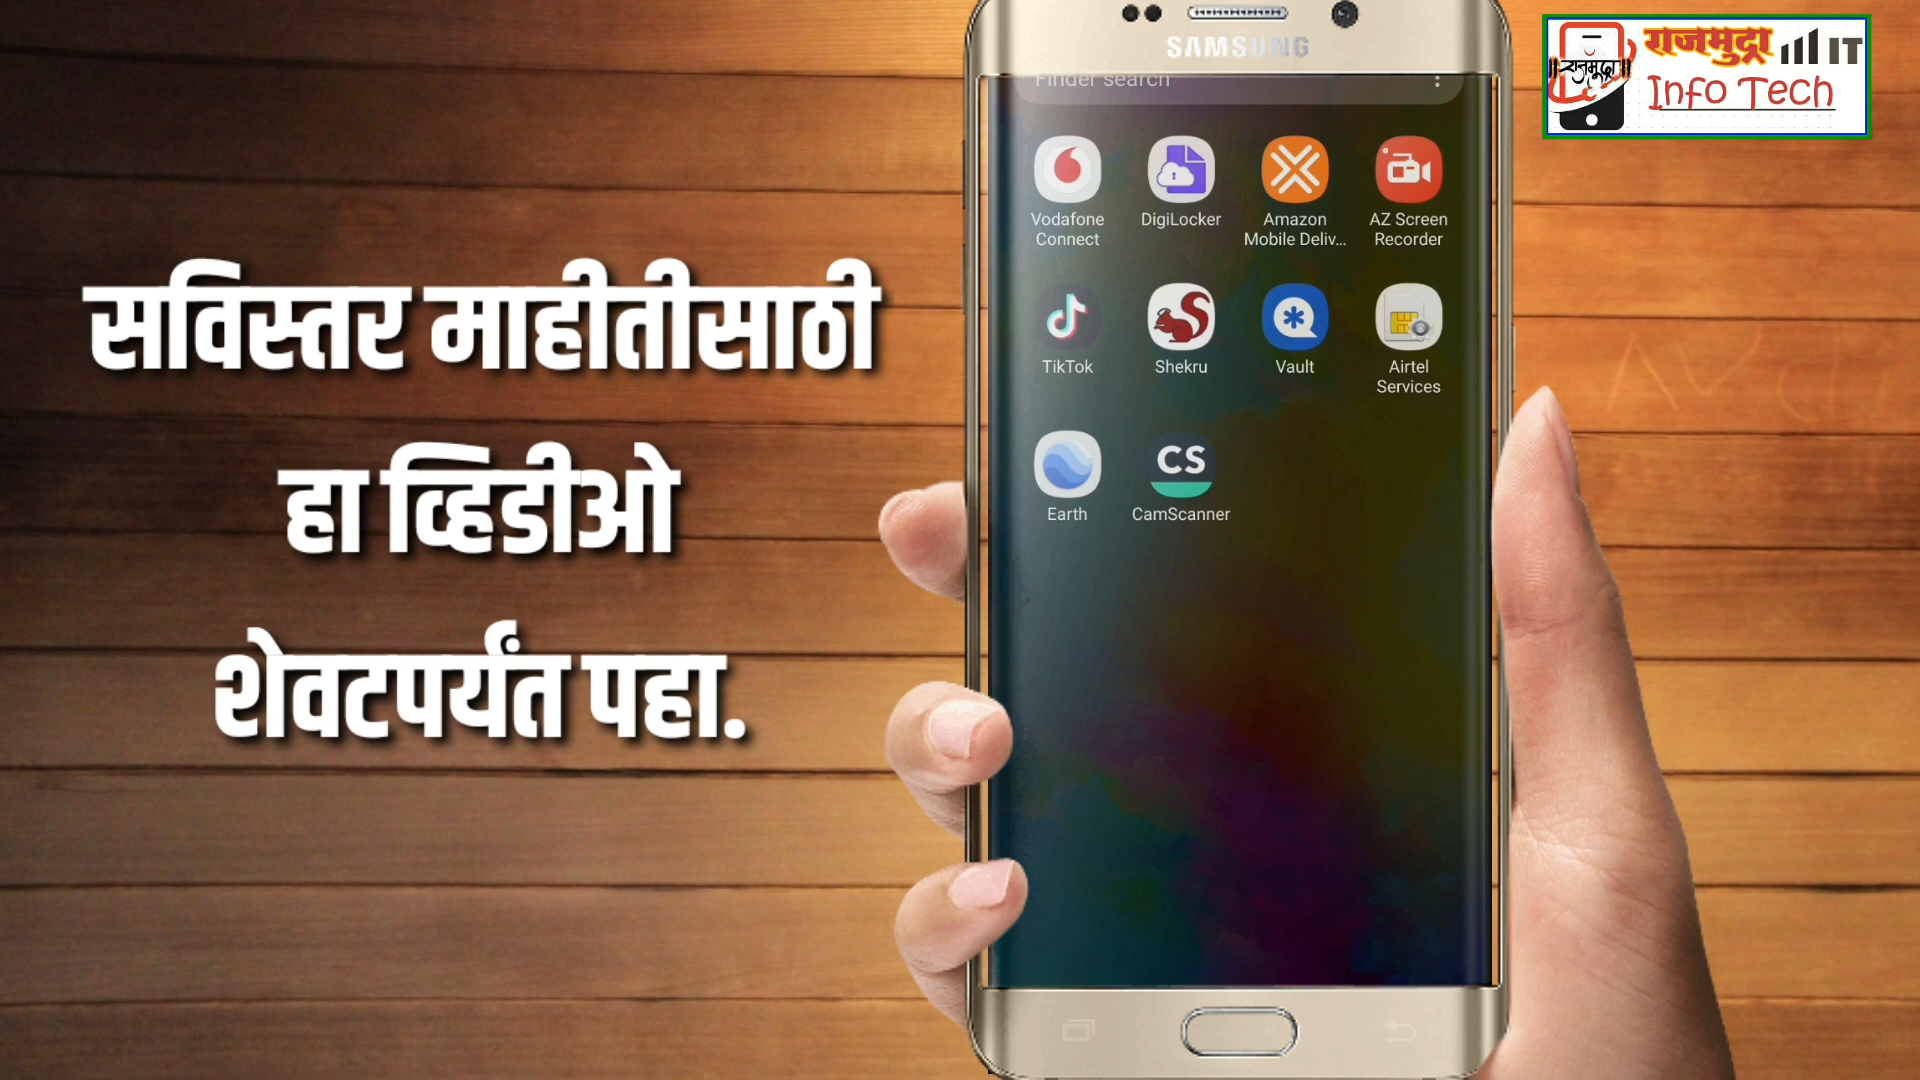 सविस्तर माहीतीसाठी
हा व्हिडीओ
शेवटपर्यंत पहा.
SAMSUNG
Finder search
Vodafone
Connect
DigiLocker
Amazon
Mobile Deliv...
AZ Screen
Recorder
TikTok
Shekru
Vault
Airtel
Services
Earth
CS
CamScanner
राजमुद्रा IT
Info Tech
॥राजमुद्रा॥